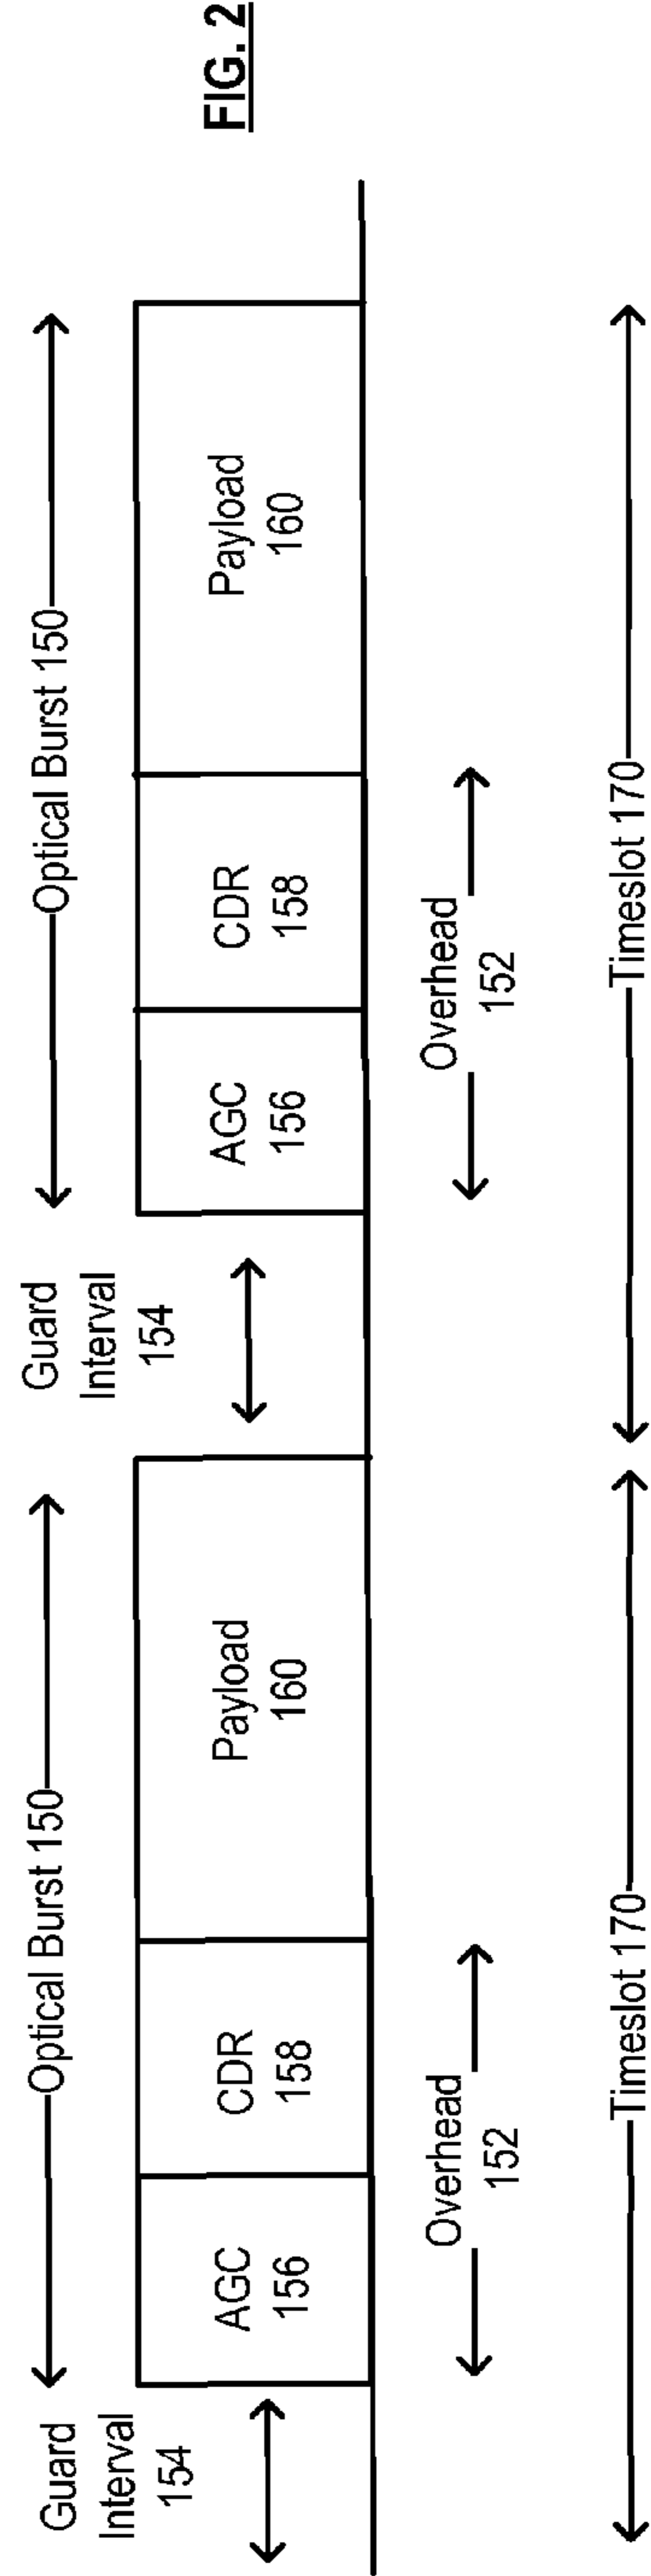 Guard
Interval
154
Optical Burst 150
Guard
Interval
154
Optical Burst 150
AGC
156
CDR
158
Payload
160
AGC
156
CDR
158
Payload
160
Overhead
152
Overhead
152
Timeslot 170
Timeslot 170
FIG. 2